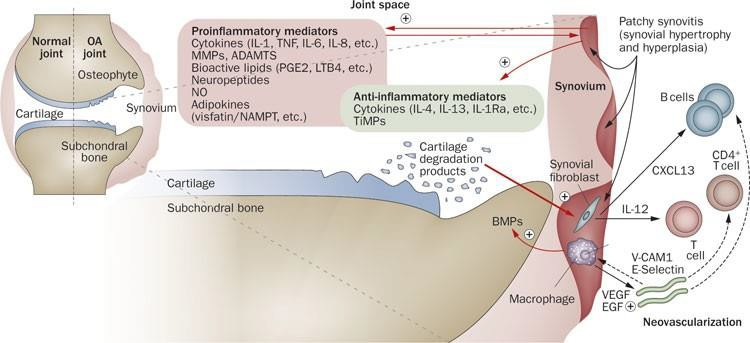 Joint space
Normal
joint
OA
joint
Osteophyte
Cartilage
Synovium
Subchondral
bone
Proinflammatory mediators
Cytokines (IL-1, TNF, IL-6, IL-8, etc.)
MMPs, ADAMTS
Bioactive lipids (PGE2, LTB4, etc.)
Neuropeptides
NO
Adipokines
(visfatin/NAMPT, etc.)
+
+
Anti-inflammatory mediators
Cytokines (IL-4, IL-13, IL-1Ra, etc.)
TiMPs
Synovium
Patchy synovitis
(synovial hypertrophy
and hyperplasia)
B cells
CD4+
T cell
CXCL13
IL-12
T
cell
Cartilage
degradation
products
Synovial
fibroblast
+
Cartilage
Subchondral bone
BMPs
+
Macrophage
V-CAM1
E-Selectin
VEGF
EGF +
Neovascularization